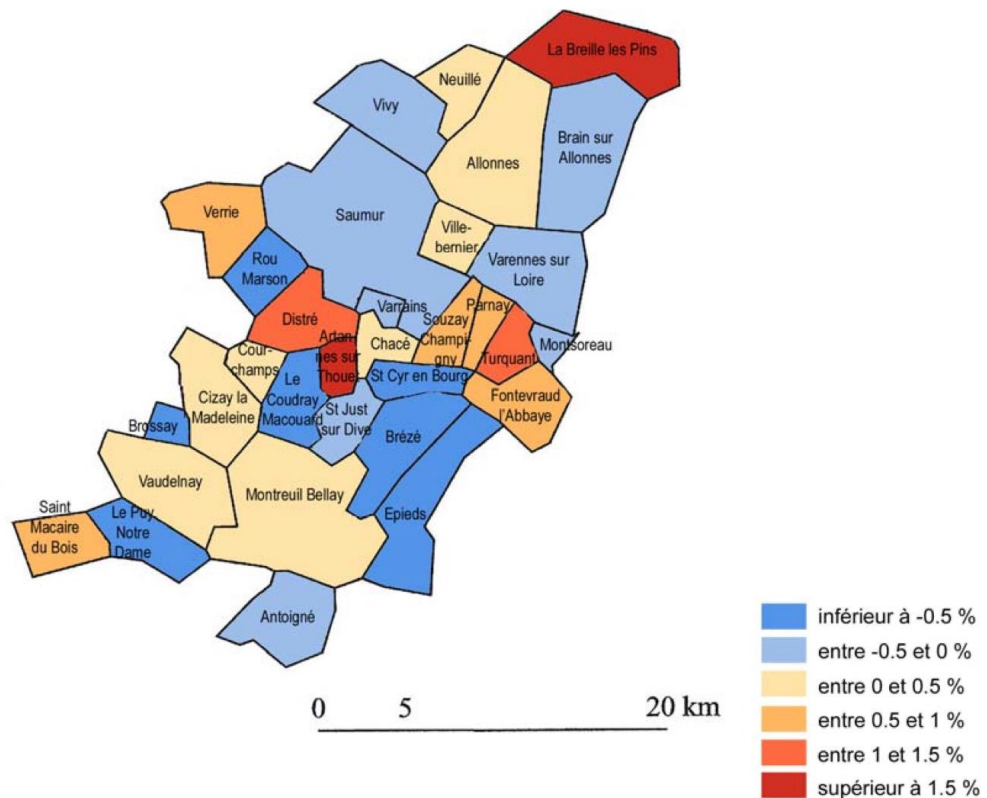 La Breille les Pins
Neuillé
Vivy
Brain sur
Allonnes
Allonnes
Verrie
Saumur
Ville-
bernier
Rou
Marson
Varennes sur
Loire
Distré
Varrains
Souzay
Champi-
gny
Parnay
Artan-
nes sur
Thouet
Chacé
Turquant
Montsoreau
Cour-
champs
Le
Coudray
Macouard
St Cyr en Bourg
Fontevraud
l'Abbaye
Cizay la
Madeleine
St Just
sur Dive
Brossay
Brézé
Vaudelnay
Montreuil Bellay
Epieds
Saint
Macaire
du Bois
Le Puy
Notre
Dame
Antoigné
inférieur à -0.5 %
entre -0.5 et 0 %
entre 0 et 0.5 %
entre 0.5 et 1 %
entre 1 et 1.5 %
supérieur à 1.5 %
0 5 20 km